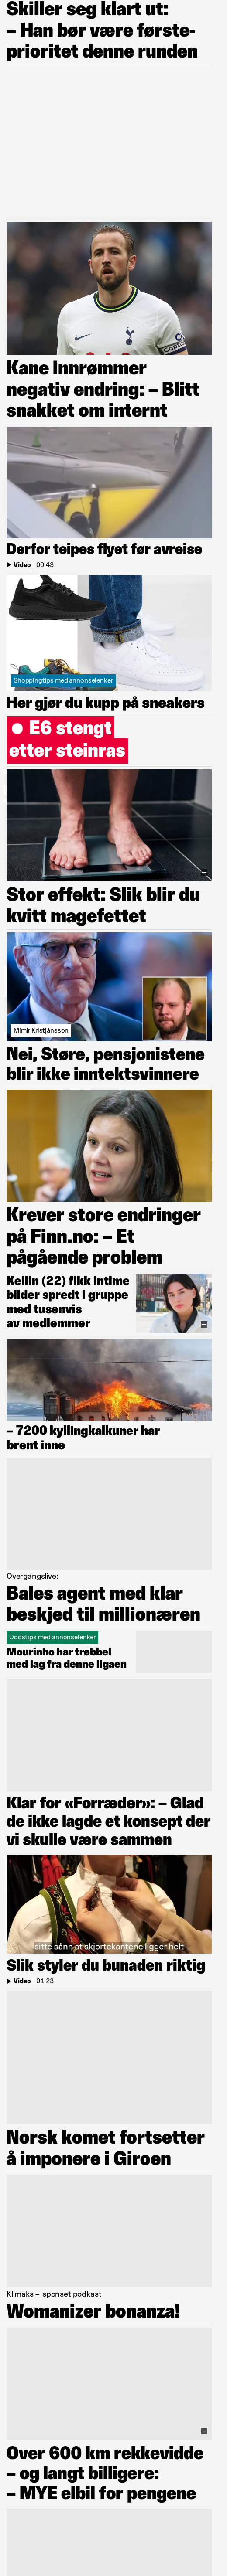 Skiller seg klart ut:
– Han bør være første-
prioritet denne runden
Kane innrømmer
negativ endring: – Blitt
snakket om internt
Derfor teipes flyet før avreise
Video | 00:43
Shoppingtips med annonselenker
Her gjør du kupp på sneakers
E6 stengt
etter steinras
Stor effekt: Slik blir du
kvitt magefettet
Mímir Kristjánsson
Nei, Støre, pensjonistene
blir ikke inntektsvinnere
Krever store endringer
på Finn.no: – Et
pågående problem
Keilin (22) fikk intime
bilder spredt i gruppe
med tusenvis
av medlemmer
– 7200 kyllingkalkuner har
brent inne
Overgangslive:
Bales agent med klar
beskjed til millionæren
Oddstips med annonselenker
Mourinho har trøbbel
med lag fra denne ligaen
Klar for «Forræder»: – Glad
de ikke lagde et konsept der
vi skulle være sammen
sitte sånn at skjortekantene ligger helt
Slik styler du bunaden riktig
Video | 01:23
Norsk komet fortsetter
å imponere i Giroen
Klimaks – sponset podkast
Womanizer bonanza!
Over 600 km rekkevidde
– og langt billigere:
– MYE elbil for pengene